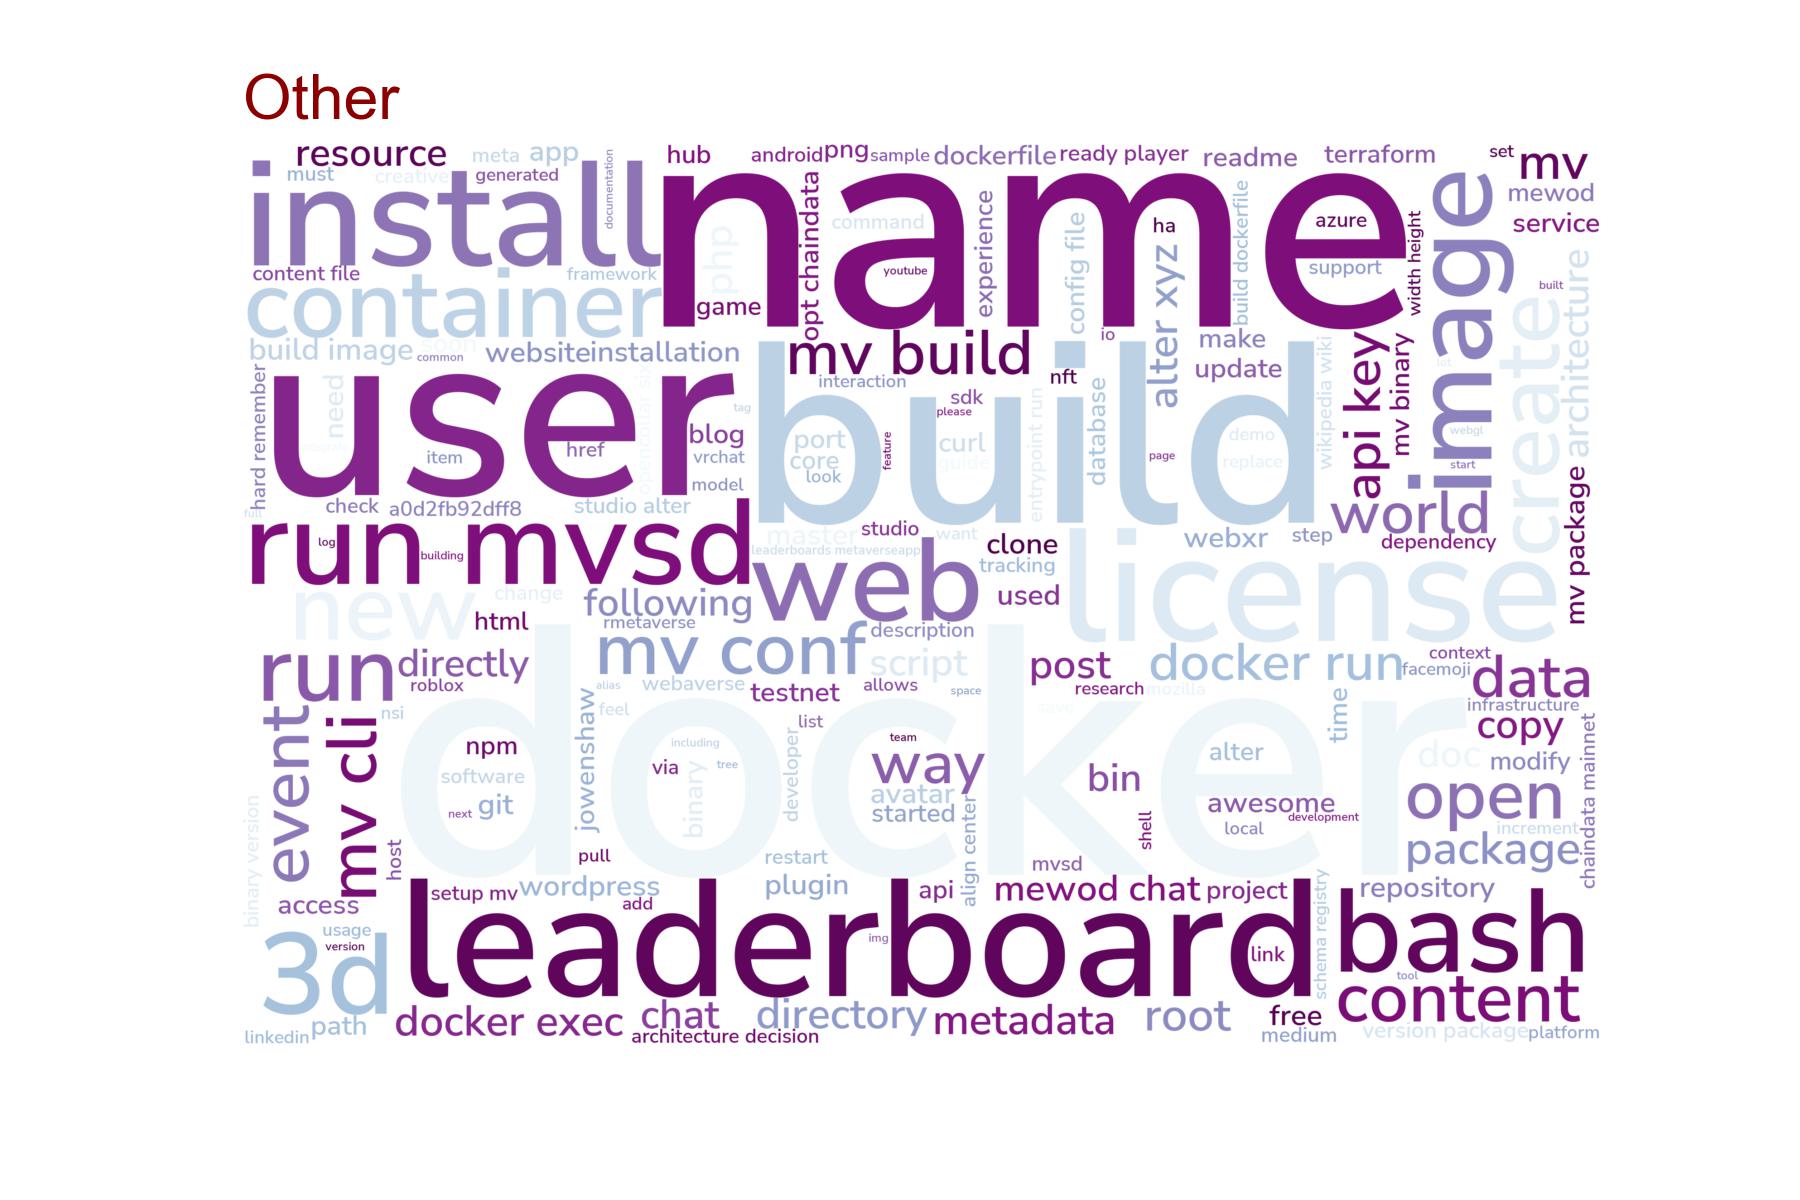 Other
resource
meta
app
hub
android
png
sample
dockerfile
ready player
readme
terraform
set
mv
must
creative
generated
documentation
mewod
service
install
name
image
opt chaindata
command
experience
config file
ha
build dockerfile
azure
width height
php
content file
framework
youtube
alter xyz
support
built
architecture
container
game
create
build image
soon
common
websiteinstallation
mv build
io
make
update
api key
mv binary
wikipedia wiki
hard remember
need
user
interaction
nft
sdk
please
build
database
tag
blog
port
core
look
feature
curl
guide
entrypoint run
demo
replace
page
webgl
start
lot
item
href
vrchat
model
full
check
a0d2fb92dff8
studio alter
world
mv package
run mvsd
log
building
master
studio
want
leaderboards metaverseapp
clone
webxr
step
dependency
tracking
web
license
new
change
following
used
html
rmetaverse
description
mv conf
run
directly
roblox
script
post
docker run
context
facemoji
data
alias
webaverse
testnet
allows
space
research
mozilla
save
infrastructure
event
mv cli
nsi
jowenshaw
feel
list
time
copy
docker
npm
including
developer
team
way
alter
doc
modify
software
via
tree
binary
avatar
bin
open
next
git
started
awesome
development
local
increment
chaindata mainnet
binary version
host
pull
restart
align center
mvsd
shell
package
setup mv
wordpress
plugin
api
mewod chat
project
repository
access
add
schema registry
usage
version
3d
leaderboard
img
link
bash
tool
content
linkedin
path
docker exec
chat
directory
metadata
root
free
architecture decision
medium
version package
platform